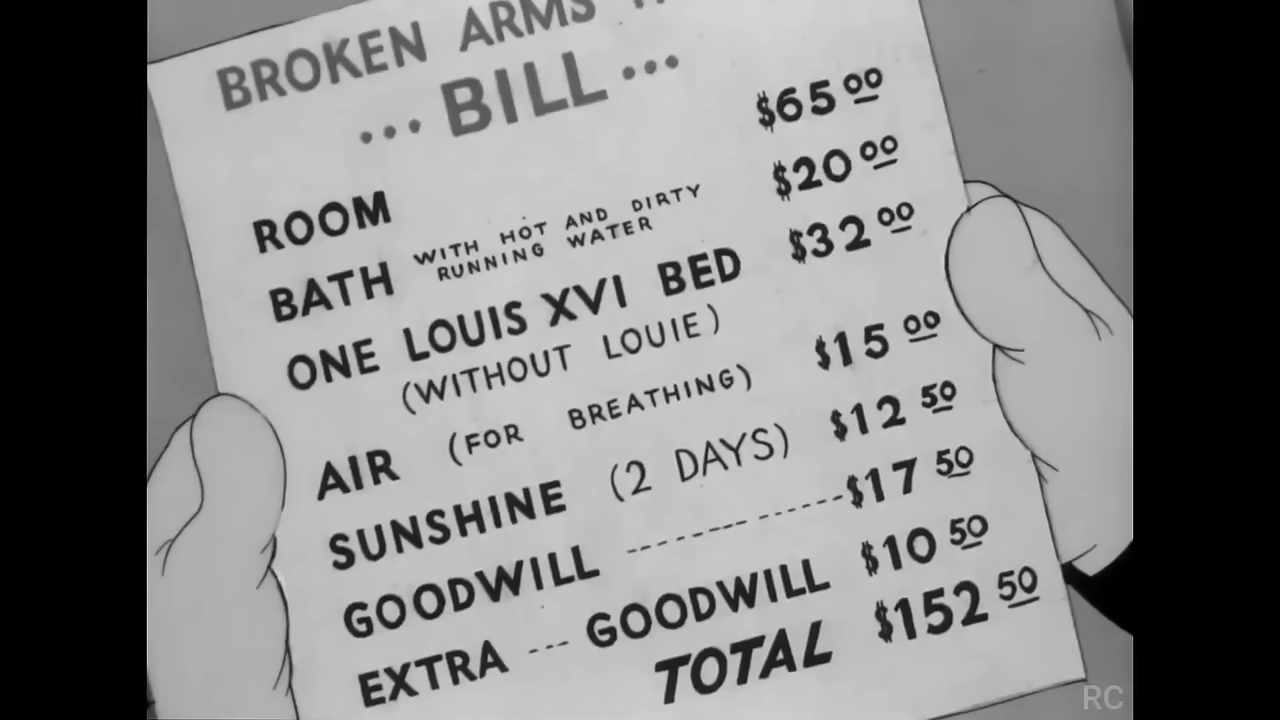 BROKEN ARMS
... BILL ...
ROOM $65 00
BATH WITH HOT AND DIRTY RUNNING WATER $20 00
ONE LOUIS XVI BED $32 00
(WITHOUT LOUIE)
AIR (FOR BREATHING) $15 00
SUNSHINE (2 DAYS) $12 50
GOODWILL ---------- $17 50
EXTRA --- GOODWILL $10 50
TOTAL $152 50
RC